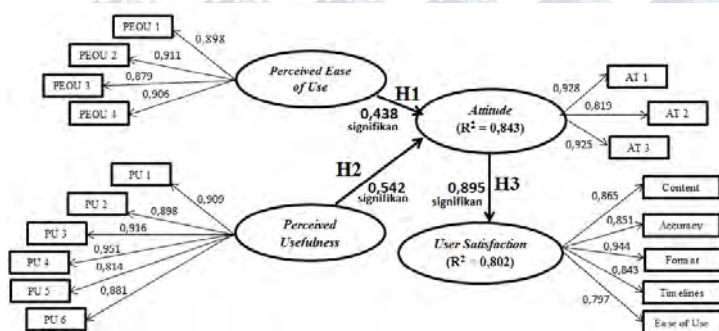 PEOU 1
PEOU 2
PEOU 3
PEOU 4
0,898
0,911
0,879
0,906
Perceived Ease
of Use
H1
0,438
signifikan
Attitude
(R² = 0,843)
0,928
0,819
0,925
AT 1
AT 2
AT 3
PU 1
PU 2
PU 3
PU 4
PU 5
PU 6
0,909
0,898
0,916
0,951
0,814
0,881
Perceived
Usefulness
H2
0,542
signifikan
0,895
signifikan
H3
User Satisfaction
(R² = 0,802)
0,865
0,851
0,944
0,843
0,797
Content
Accuracy
Format
Timelines
Ease of Use